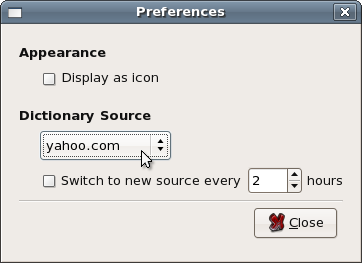 Preferences
Appearance
Display as icon
Dictionary Source
yahoo.com
Switch to new source every 2 hours
Close